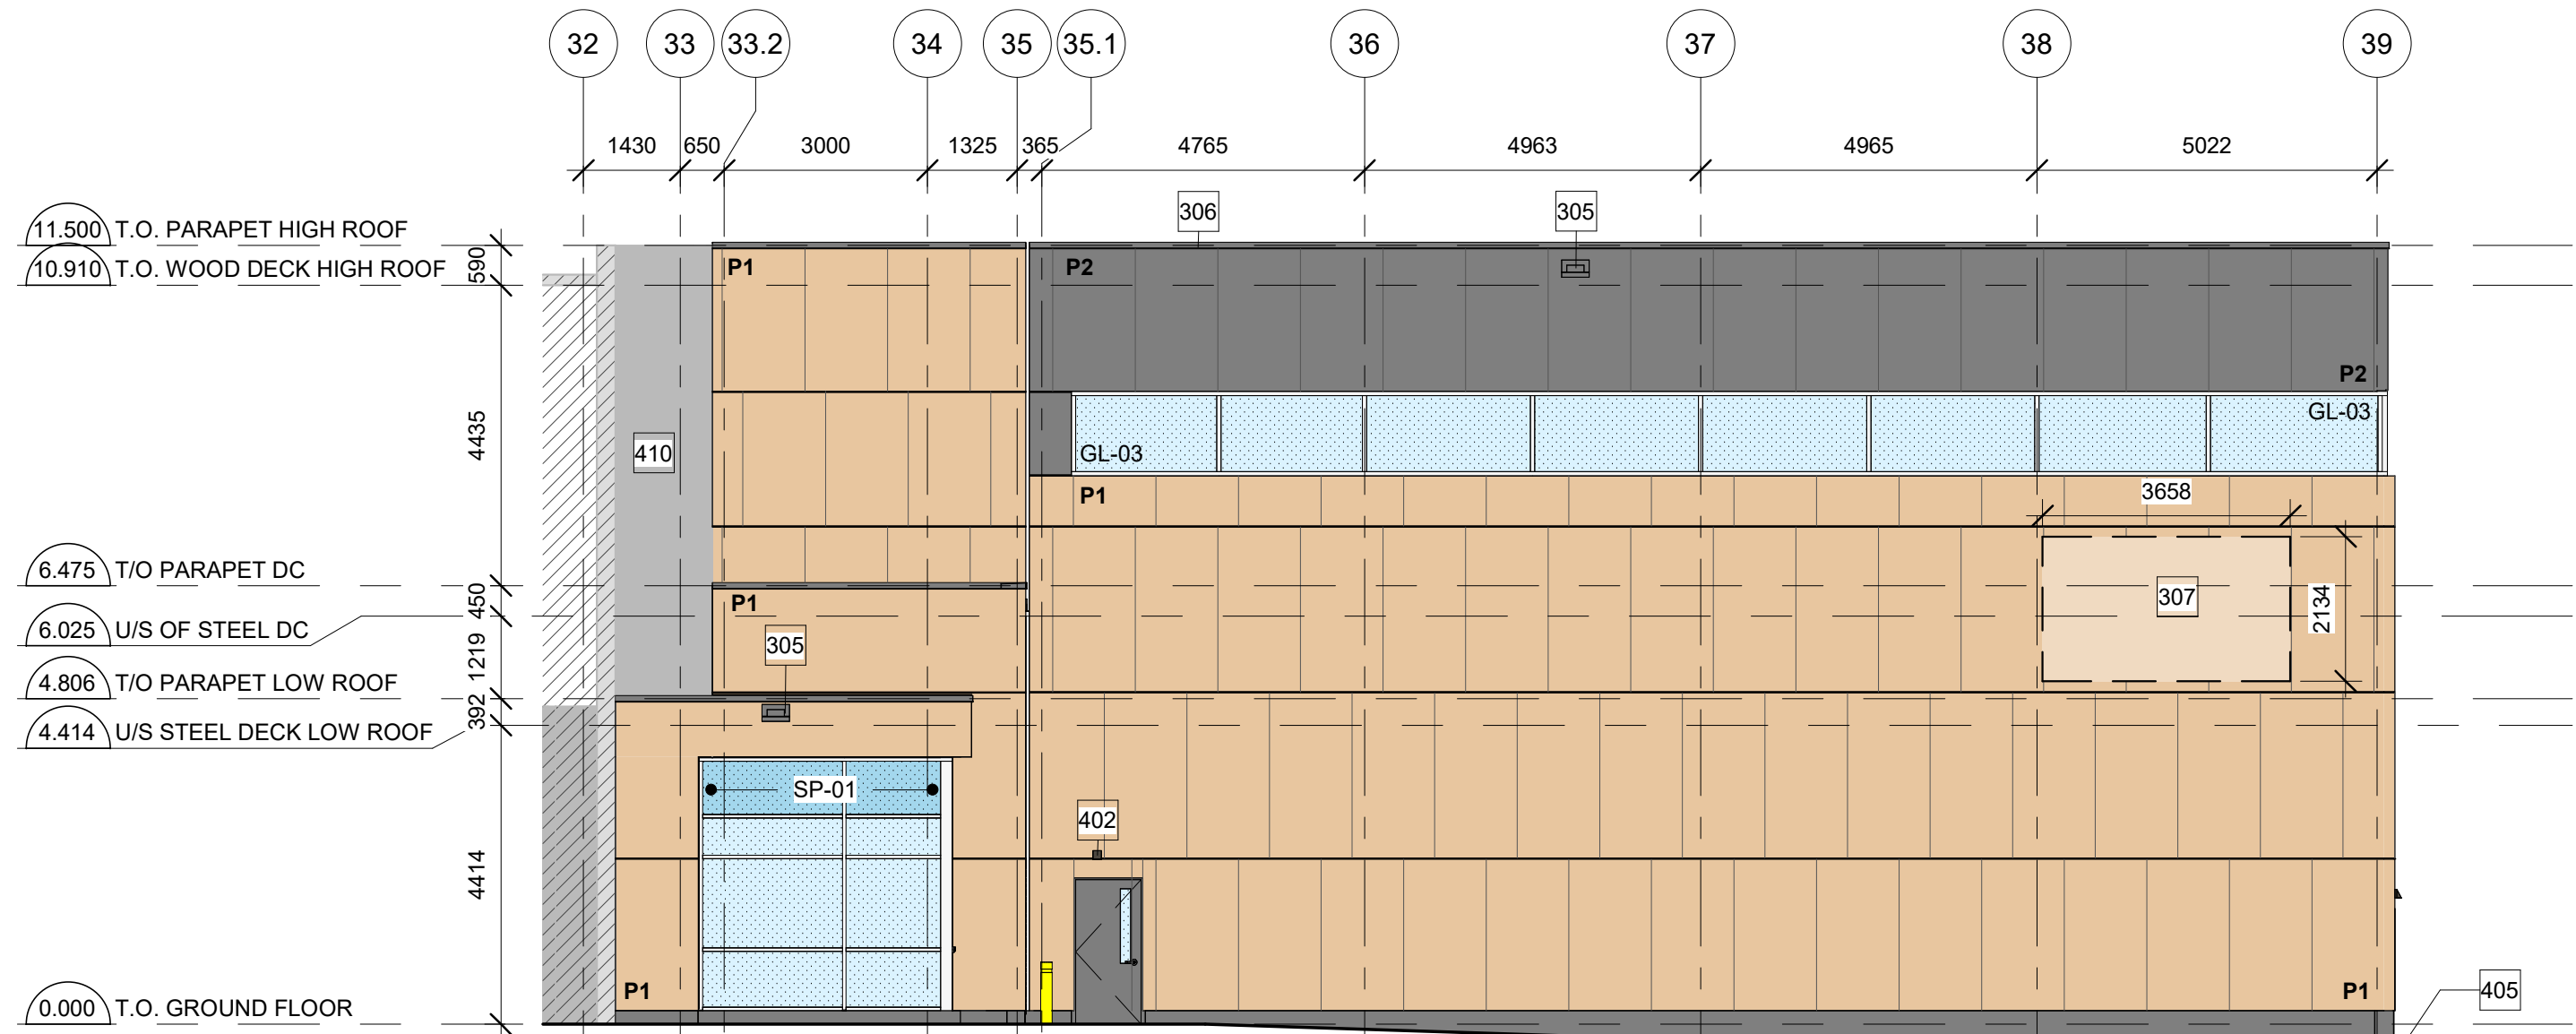 32 33 33.2 34 35 35.1 36 37 38 39
1430 650 3000 1325 365 4765 4963 4965 5022
306 305
11.500 T.O. PARAPET HIGH ROOF
10.910 T.O. WOOD DECK HIGH ROOF
590
P1 P2
P2
GL-03
4435
410
GL-03
P1
3658
6.475 T/O PARAPET DC
450
307
2134
P1
6.025 U/S OF STEEL DC
1219
305
4.806 T/O PARAPET LOW ROOF
392
4.414 U/S STEEL DECK LOW ROOF
SP-01
402
4414
P1 P1
405
0.000 T.O. GROUND FLOOR